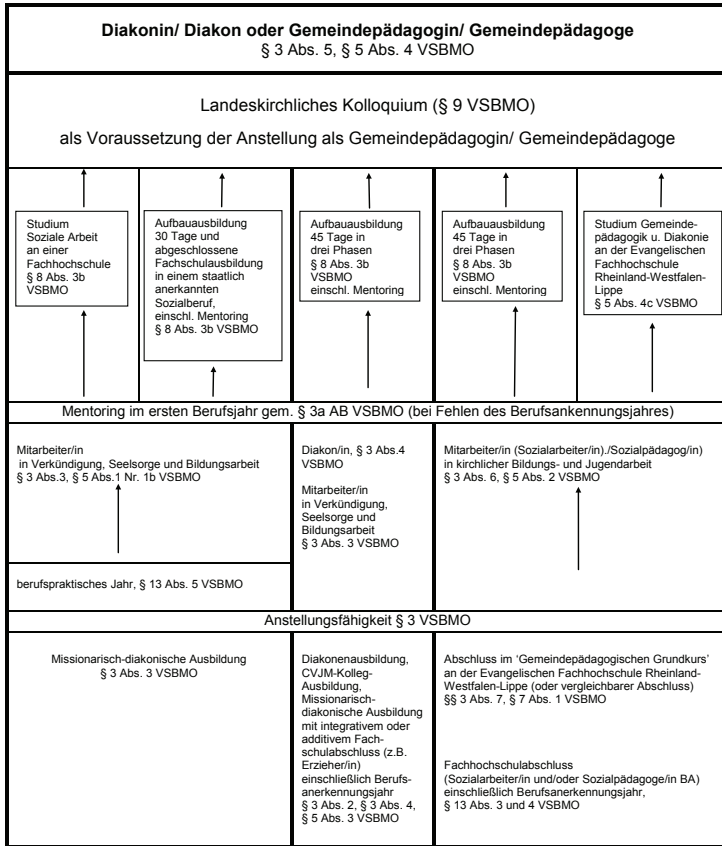 Diakonin/ Diakon oder Gemeindepädagogin/ Gemeindepädagoge
§ 3 Abs. 5, § 5 Abs. 4 VSBMO
Landeskirchliches Kolloquium (§ 9 VSBMO)
als Voraussetzung der Anstellung als Gemeindepädagogin/ Gemeindepädagoge
Studium
Soziale Arbeit
an einer
Fachhochschule
§ 8 Abs. 3b
VSBMO
Aufbauausbildung
30 Tage und
abgeschlossene
Fachschulausbildung
in einem staatlich
anerkannten
Sozialberuf,
einschl. Mentoring
§ 8 Abs. 3b VSBMO
Aufbauausbildung
45 Tage in
drei Phasen
§ 8 Abs. 3b
VSBMO
einschl. Mentoring
Aufbauausbildung
45 Tage in
drei Phasen
§ 8 Abs. 3b
VSBMO
einschl. Mentoring
Studium Gemeinde-
pädagogik u. Diakonie
an der Evangelischen
Fachhochschule
Rheinland-Westfalen-
Lippe
§ 5 Abs. 4c VSBMO
Mentoring im ersten Berufsjahr gem. § 3a AB VSBMO (bei Fehlen des Berufsankennungsjahres)
Mitarbeiter/in
in Verkündigung, Seelsorge und Bildungsarbeit
§ 3 Abs.3, § 5 Abs.1 Nr. 1b VSBMO
berufspraktisches Jahr, § 13 Abs. 5 VSBMO
Diakon/in, § 3 Abs.4
VSBMO
Mitarbeiter/in
in Verkündigung,
Seelsorge und
Bildungsarbeit
§ 3 Abs. 3 VSBMO
Mitarbeiter/in (Sozialarbeiter/in)./Sozialpädagog/in)
in kirchlicher Bildungs- und Jugendarbeit
§ 3 Abs. 6, § 5 Abs. 2 VSBMO
Anstellungsfähigkeit § 3 VSBMO
Missionarisch-diakonische Ausbildung
§ 3 Abs. 3 VSBMO
Diakonenausbildung,
CVJM-Kolleg-
Ausbildung,
Missionarisch-
diakonische Ausbildung
mit integrativem oder
additivem Fach-
schulabschluss (z.B.
Erzieher/in)
einschließlich Berufs-
anerkennungsjahr
§ 3 Abs. 2, § 3 Abs. 4,
§ 5 Abs. 3 VSBMO
Abschluss im ‘Gemeindepädagogischen Grundkurs’
an der Evangelischen Fachhochschule Rheinland-
Westfalen-Lippe (oder vergleichbarer Abschluss)
§§ 3 Abs. 7, § 7 Abs. 1 VSBMO
Fachhochschulabschluss
(Sozialarbeiter/in und/oder Sozialpädagoge/in BA)
einschließlich Berufsanerkennungsjahr,
§ 13 Abs. 3 und 4 VSBMO